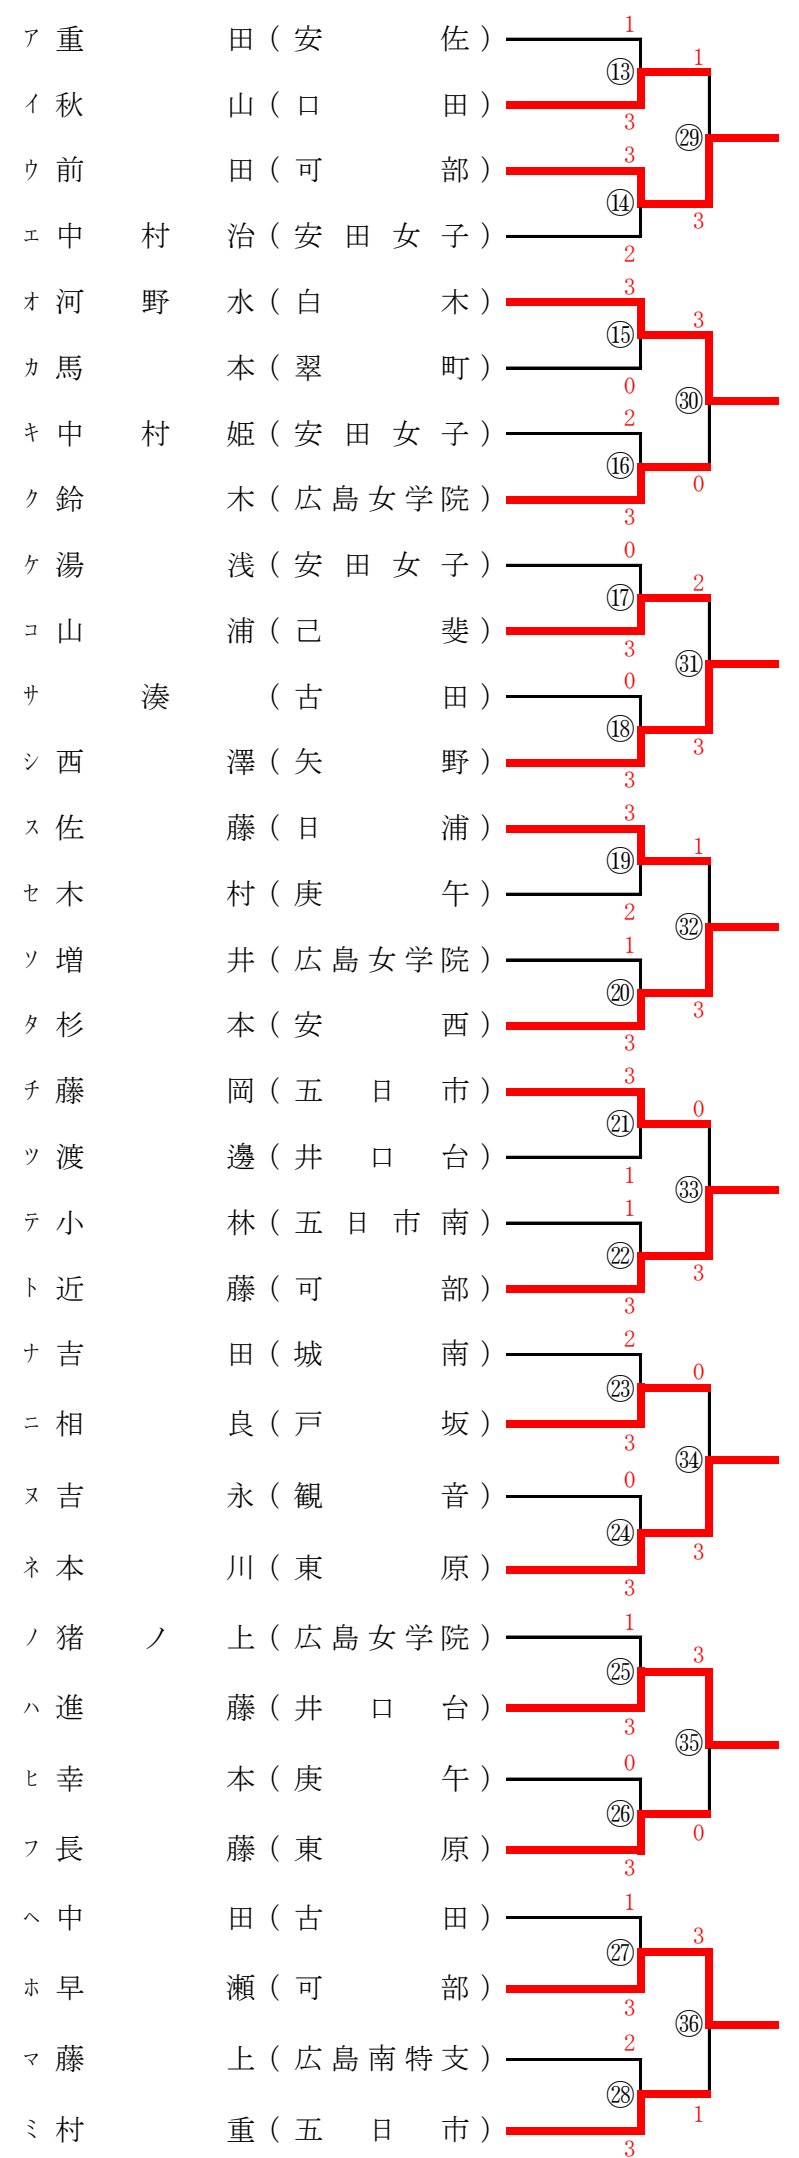 ア 重田(安佐) 1
⑬ 1
イ 秋山(口田) 3
㉙
ウ 前田(可部) 3
⑭ 3
エ 中村治(安田女子) 2
オ 河野水(白木) 3
⑮ 3
カ 馬本(翠町) 0
㉚
キ 中村姫(安田女子) 2
⑯ 0
ク 鈴木(広島女学院) 3
ケ 湯浅(安田女子) 0
⑰ 2
コ 山浦(己斐) 3
㉛
サ 湊(古田) 0
⑱ 3
シ 西澤(矢野) 3
ス 佐藤(日浦) 3
⑲ 1
セ 木村(庚午) 2
㉜
ソ 増井(広島女学院) 1
⑳ 3
タ 杉本(安西) 3
チ 藤岡(五日市) 3
㉑ 0
ツ 渡邊(井口台) 1
㉝
テ 小林(五日市南) 1
㉒ 3
ト 近藤(可部) 3
ナ 吉田(城南) 2
㉓ 0
ニ 相良(戸坂) 3
㉞
ヌ 吉永(観音) 0
㉔ 3
ネ 本川(東原) 3
ノ 猪ノ上(広島女学院) 1
㉕ 3
ハ 進藤(井口台) 3
㉟
ヒ 幸本(庚午) 0
㉖ 0
フ 長藤(東原) 3
ヘ 中田(古田) 1
㉗ 3
ホ 早瀬(可部) 3
㊱
マ 藤上(広島南特支) 2
㉘ 1
ミ 村重(五日市) 3